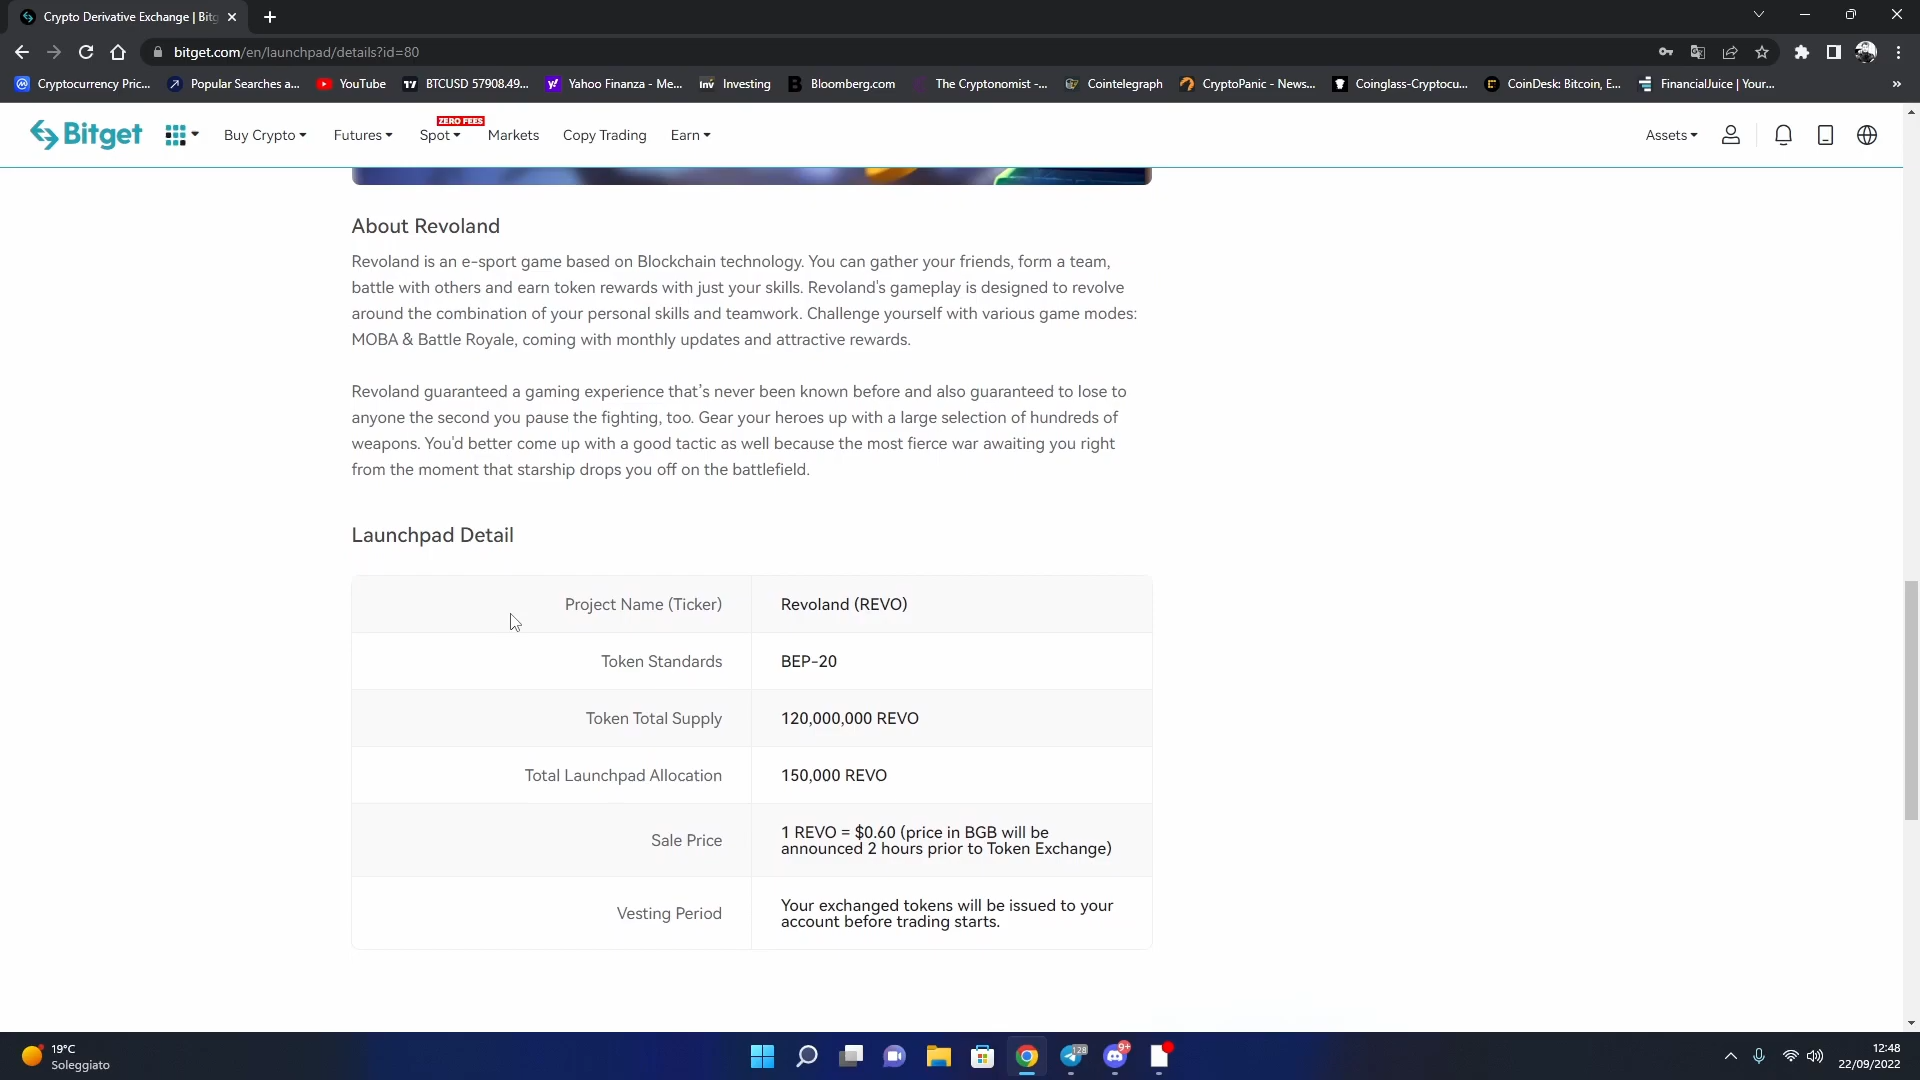 Crypto Derivative Exchange | Bitg
bitget.com/en/launchpad/details?id=80
Cryptocurrency Pric...
Popular Searches a...
YouTube
BTCUSD 57908.49...
Yahoo Finanza - Me...
Inv Investing
B Bloomberg.com
The Cryptonomist -...
Cointelegraph
CryptoPanic - News...
Coinglass-Cryptocu...
CoinDesk: Bitcoin, E...
FinancialJuice | Your...
»
Bitget
Buy Crypto
Futures
ZERO FEES
Spot
Markets
Copy Trading
Earn
Assets
About Revoland
Revoland is an e-sport game based on Blockchain technology. You can gather your friends, form a team,
battle with others and earn token rewards with just your skills. Revoland's gameplay is designed to revolve
around the combination of your personal skills and teamwork. Challenge yourself with various game modes:
MOBA & Battle Royale, coming with monthly updates and attractive rewards.
Revoland guaranteed a gaming experience that's never been known before and also guaranteed to lose to
anyone the second you pause the fighting, too. Gear your heroes up with a large selection of hundreds of
weapons. You'd better come up with a good tactic as well because the most fierce war awaiting you right
from the moment that starship drops you off on the battlefield.
Launchpad Detail
Project Name (Ticker)
Revoland (REVO)
Token Standards
BEP-20
Token Total Supply
120,000,000 REVO
Total Launchpad Allocation
150,000 REVO
Sale Price
1 REVO = $0.60 (price in BGB will be
announced 2 hours prior to Token Exchange)
Vesting Period
Your exchanged tokens will be issued to your
account before trading starts.
19°C
Soleggiato
128
9+
12:48
22/09/2022